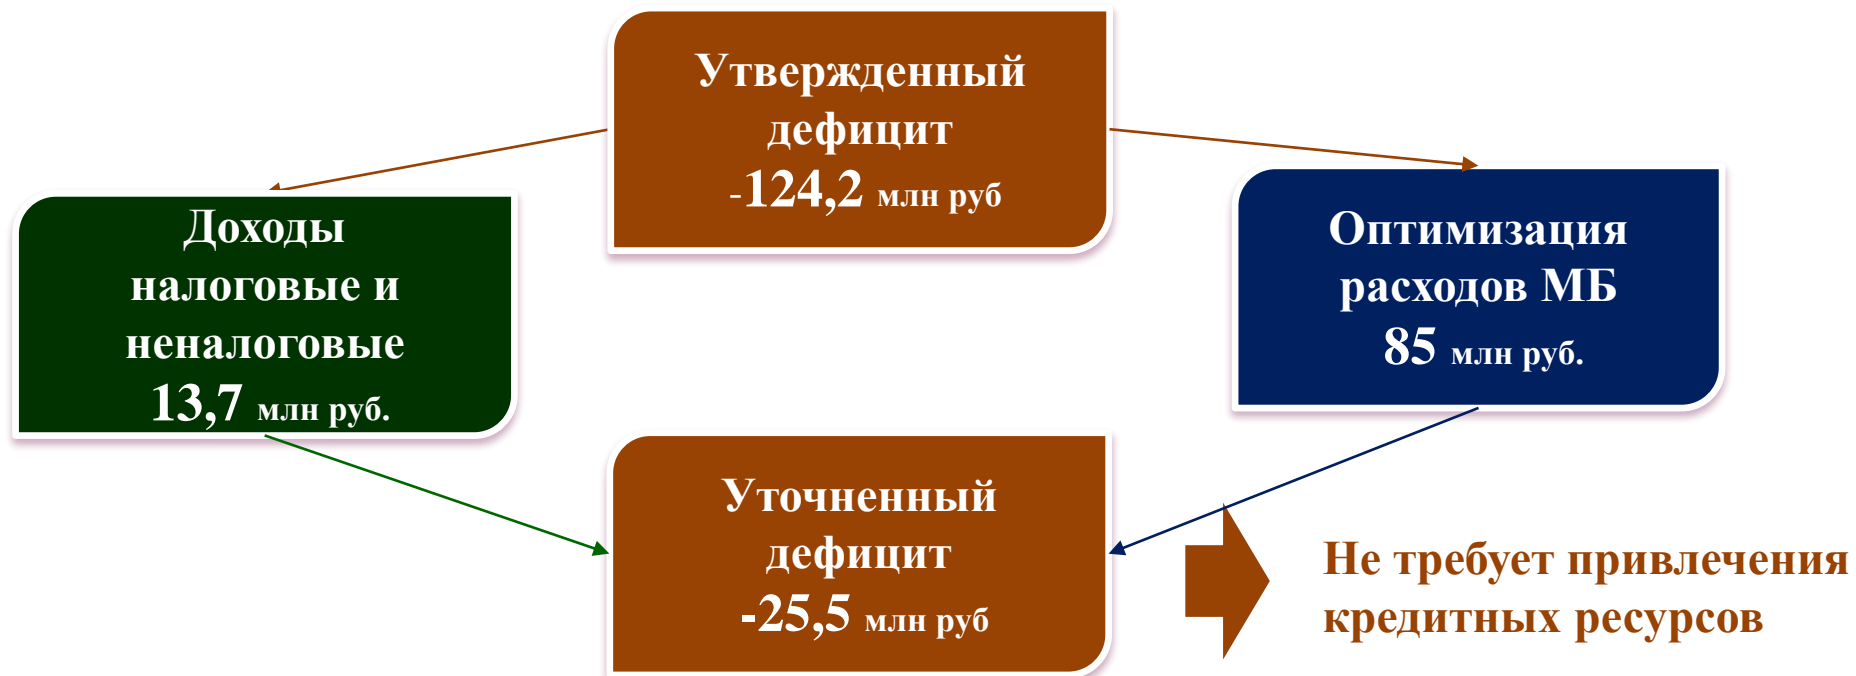 Утвержденный
дефицит
-124,2 млн руб
Доходы
налоговые и
неналоговые
13,7 млн руб.
Оптимизация
расходов МБ
85 млн руб.
Уточненный
дефицит
-25,5 млн руб
Не требует привлечения
кредитных ресурсов